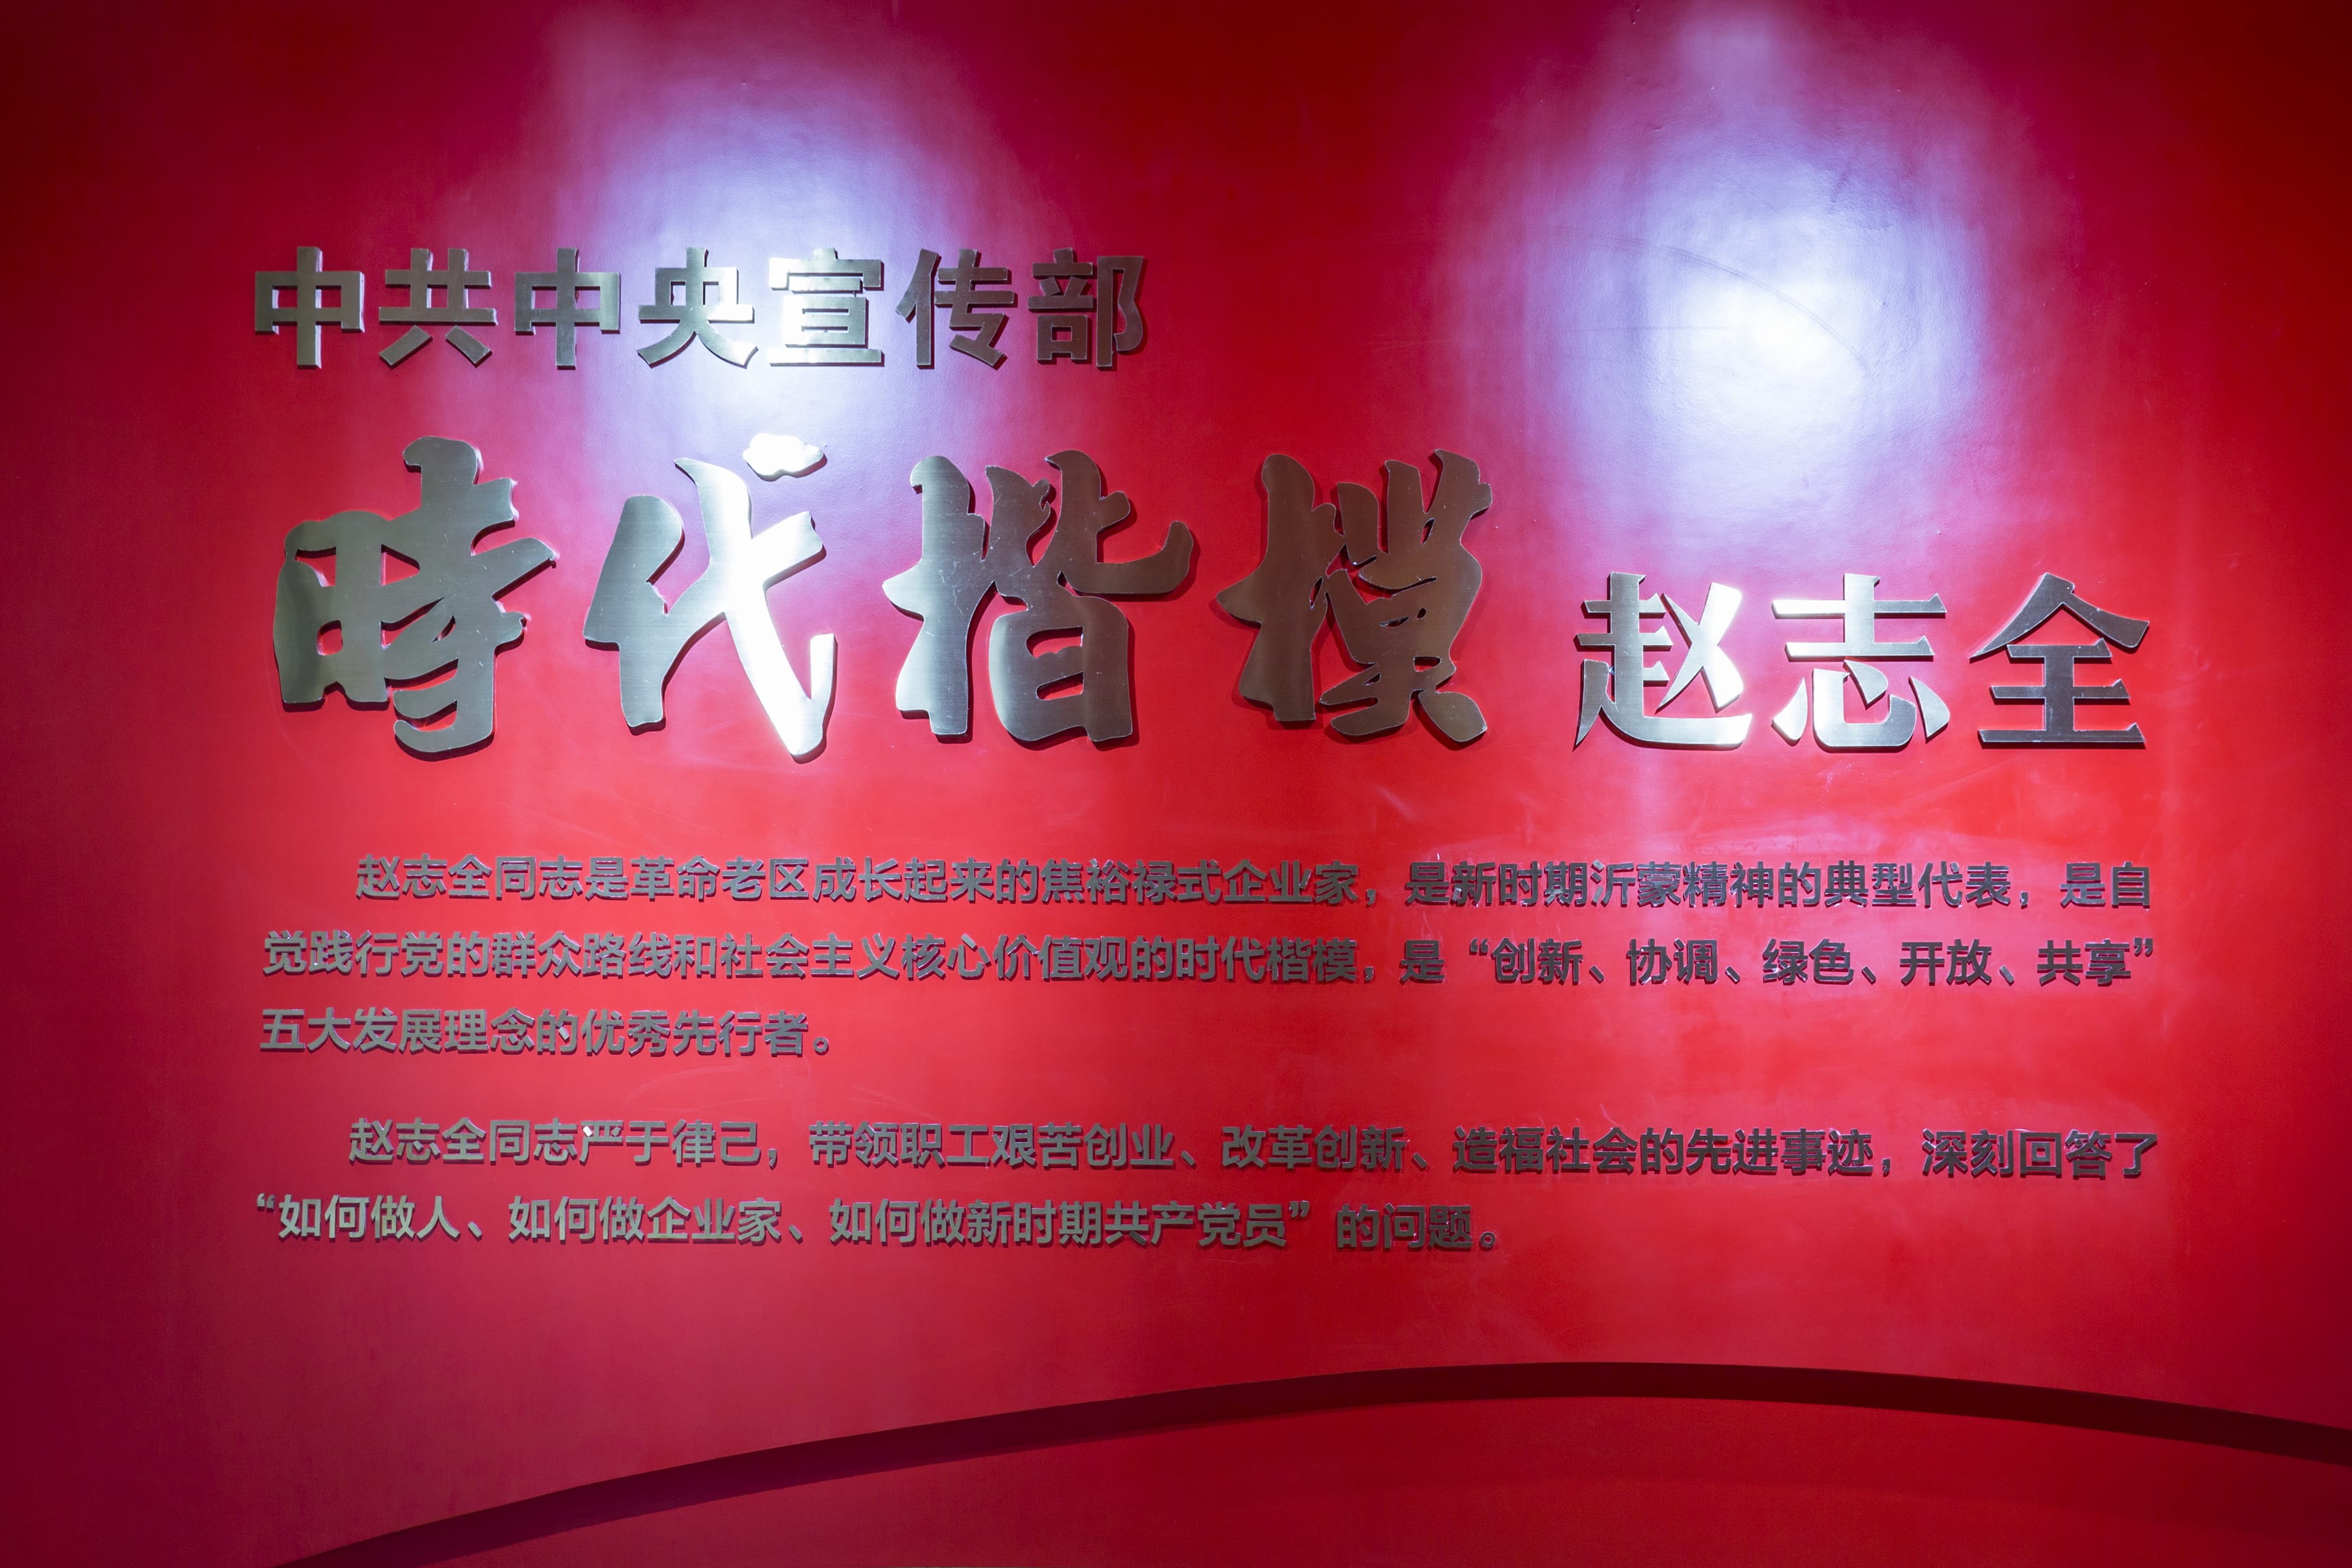 中共中央宣传部
時代楷模 赵志全
赵志全同志是革命老区成长起来的焦裕禄式企业家，是新时期沂蒙精神的典型代表，是自
觉践行党的群众路线和社会主义核心价值观的时代楷模，是“创新、协调、绿色、开放、共享”
五大发展理念的优秀先行者。
赵志全同志严于律己，带领职工艰苦创业、改革创新、造福社会的先进事迹，深刻回答了
“如何做人、如何做企业家、如何做新时期共产党员”的问题。